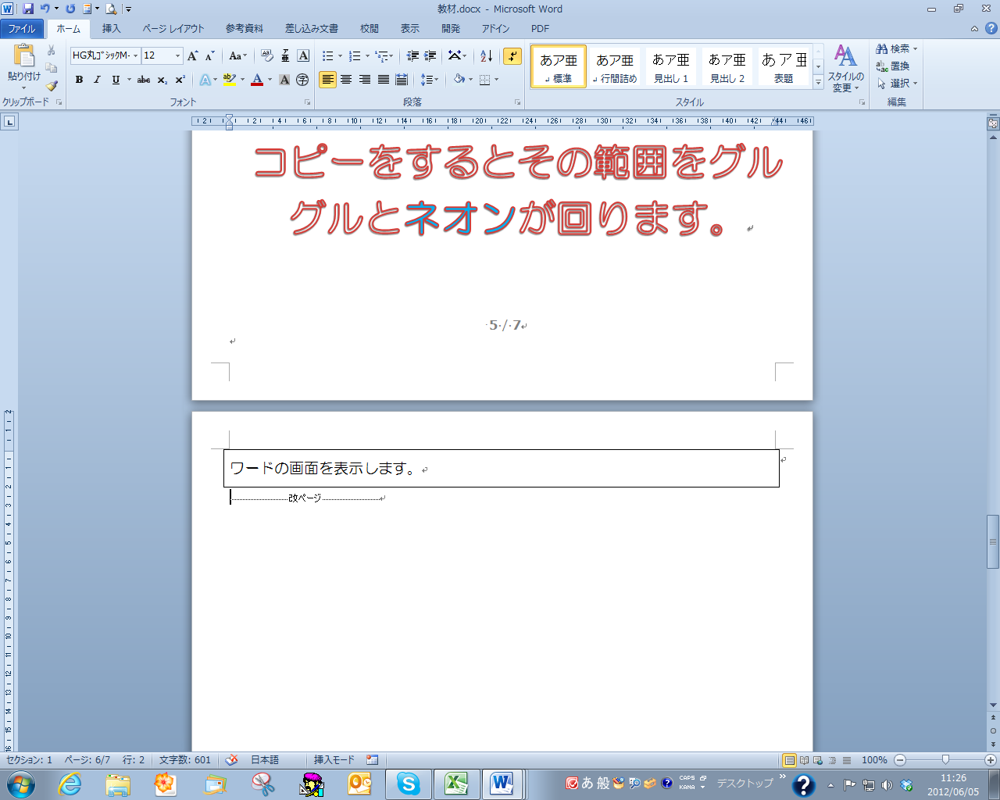 教材.docx - Microsoft Word
ファイル ホーム 挿入 ページ レイアウト 参考資料 差し込み文書 校閲 表示 開発 アドイン PDF
HG丸ｺﾞｼｯｸM- 12
貼り付け
あア亜 あア亜 あア亜 あア亜 あア亜
標準 行間詰め 見出し 1 見出し 2 表題
スタイルの変更
検索
置換
選択
クリップボード フォント 段落 スタイル 編集
コピーをするとその範囲をグル
グルとネオンが回ります。
5 / 7
ワードの画面を表示します。
改ページ
セクション: 1 ページ: 6/7 行: 2 文字数: 601 日本語 挿入モード 100%
あ 般 CAPS KANA デスクトップ
11:26
2012/06/05